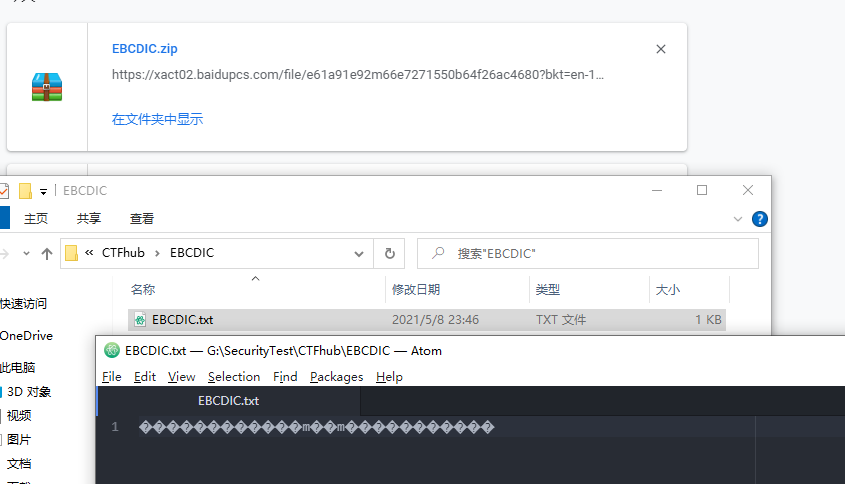 EBCDIC.zip
https://xact02.baidupcs.com/file/e61a91e92m66e7271550b64f26ac4680?bkt=en-1...
在文件夹中显示
EBCDIC
主页 共享 查看
« CTFhub › EBCDIC
搜索"EBCDIC"
名称 修改日期 类型 大小
快速访问
EBCDIC.txt 2021/5/8 23:46 TXT 文件 1 KB
OneDrive
EBCDIC.txt — G:\SecurityTest\CTFhub\EBCDIC — Atom
此电脑
File Edit View Selection Find Packages Help
3D 对象
EBCDIC.txt
视频
1 �������������m��m������������
图片
文档